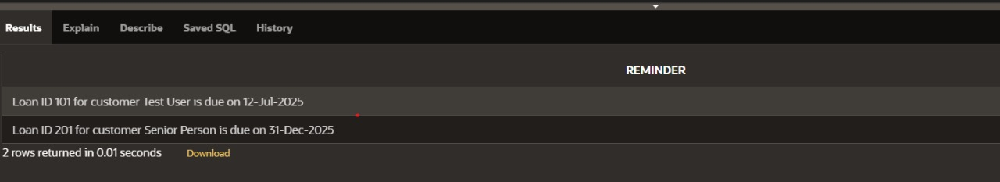 Results Explain Describe Saved SQL History
REMINDER
Loan ID 101 for customer Test User is due on 12-Jul-2025
Loan ID 201 for customer Senior Person is due on 31-Dec-2025
2 rows returned in 0.01 seconds Download